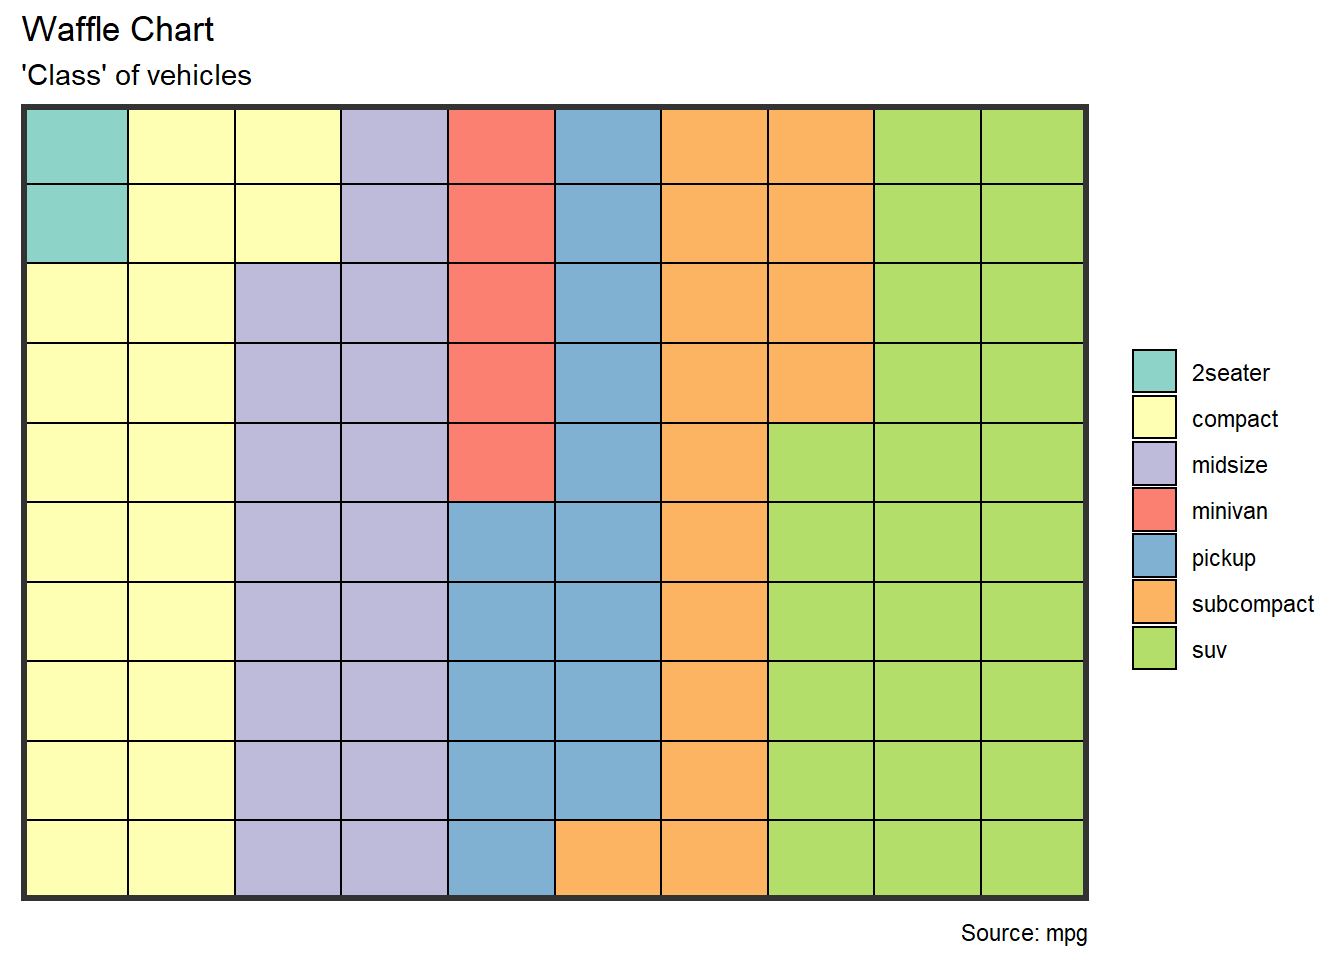 Waffle Chart
'Class' of vehicles
2seater
compact
midsize
minivan
pickup
subcompact
suv
Source: mpg